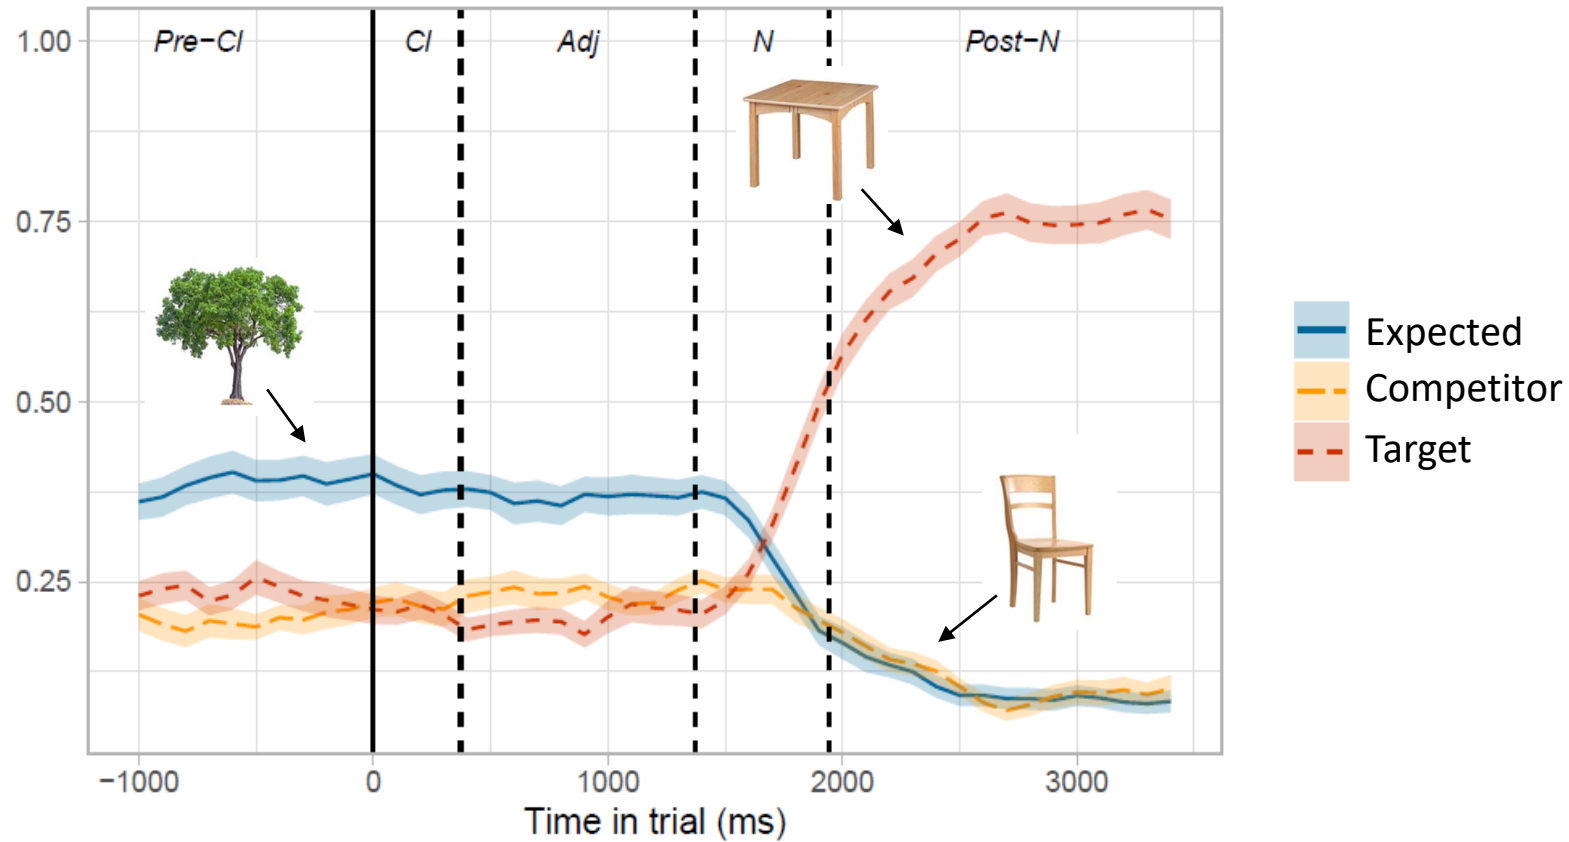 Pre−Cl Cl Adj N Post−N
1.00
0.75
0.50
0.25
−1000 0 1000 2000 3000
Time in trial (ms)
Expected
Competitor
Target